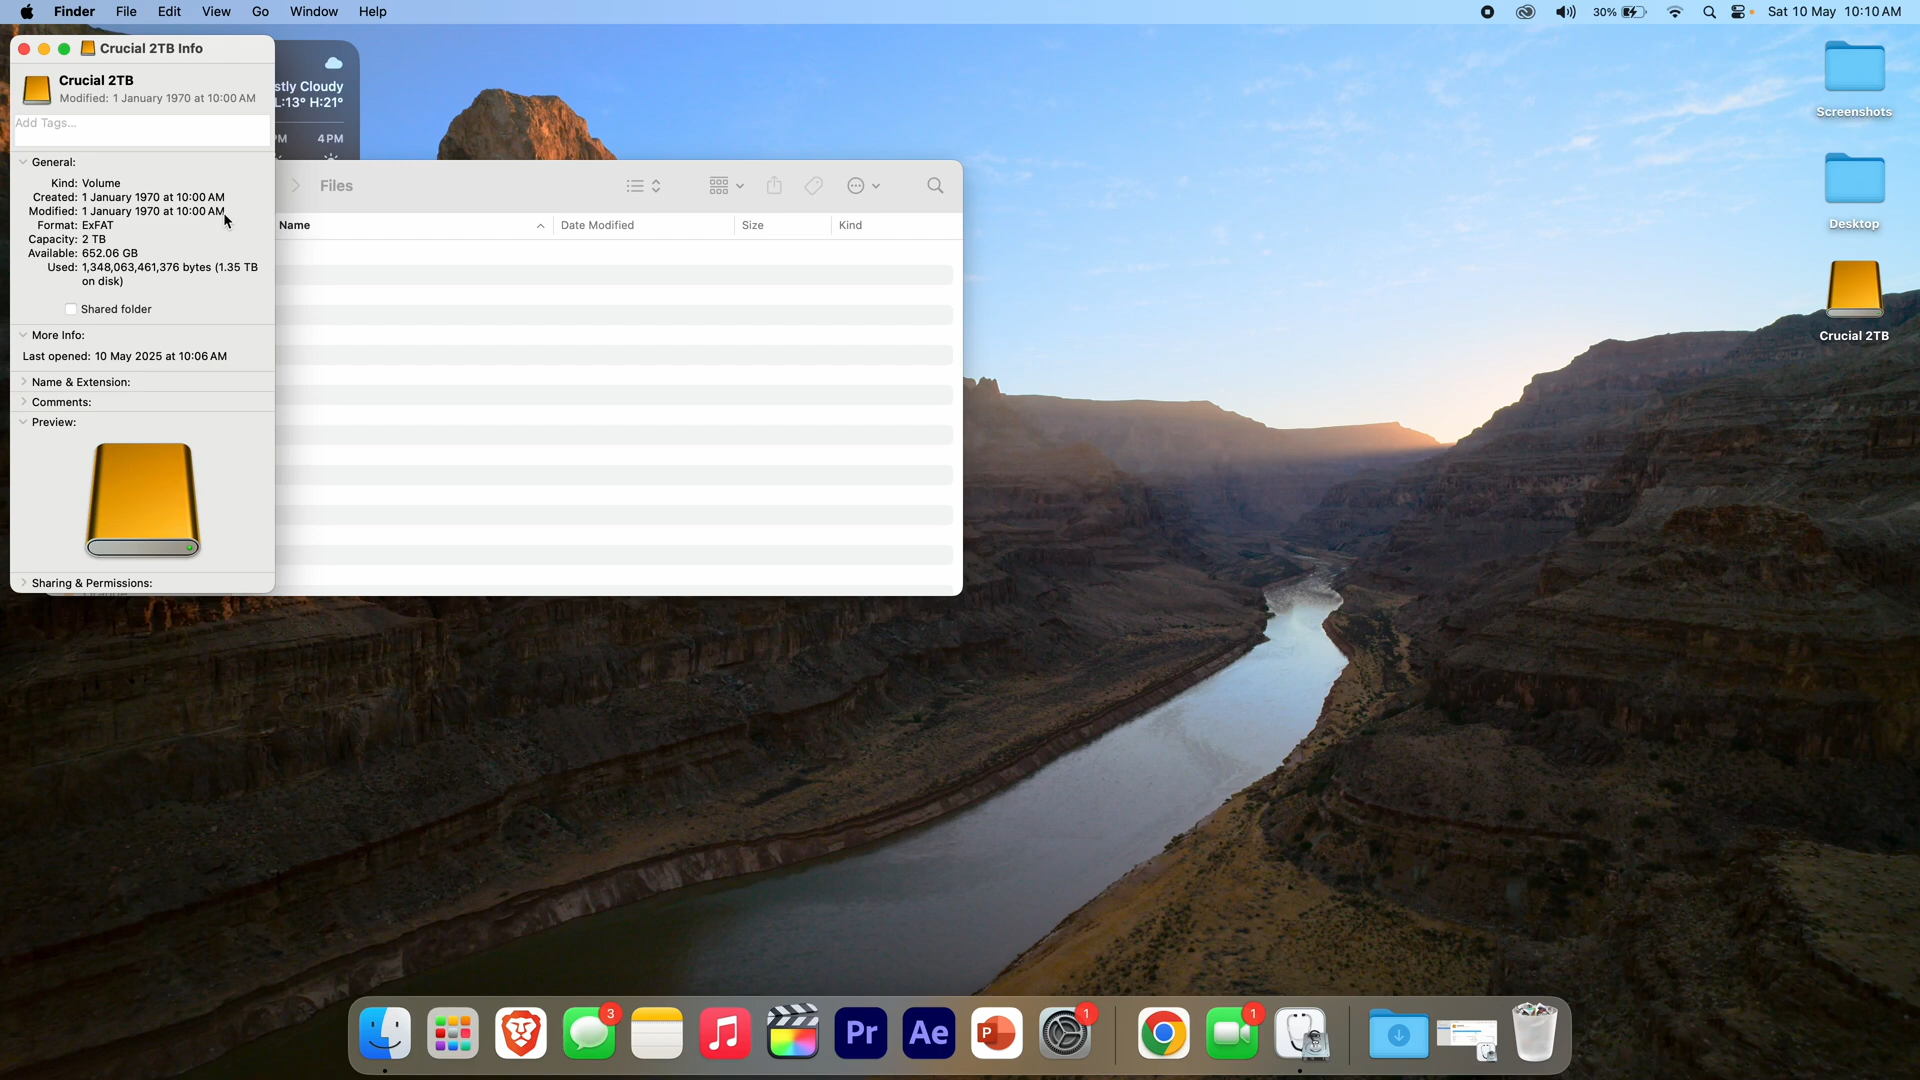 Finder File Edit View Go Window Help
30% Sat 10 May 10:10 AM
Crucial 2TB Info
Crucial 2TB
Modified: 1 January 1970 at 10:00 AM
Add Tags...
General:
Kind: Volume
Created: 1 January 1970 at 10:00 AM
Modified: 1 January 1970 at 10:00 AM
Format: ExFAT
Capacity: 2 TB
Available: 652.06 GB
Used: 1,348,063,461,376 bytes (1.35 TB
on disk)
Shared folder
More Info:
Last opened: 10 May 2025 at 10:06 AM
Name & Extension:
Comments:
Preview:
Sharing & Permissions:
stly Cloudy
L:13° H:21°
PM 4 PM
Files
Name Date Modified Size Kind
Screenshots
Desktop
Crucial 2TB
3
Pr
Ae
P
1
1